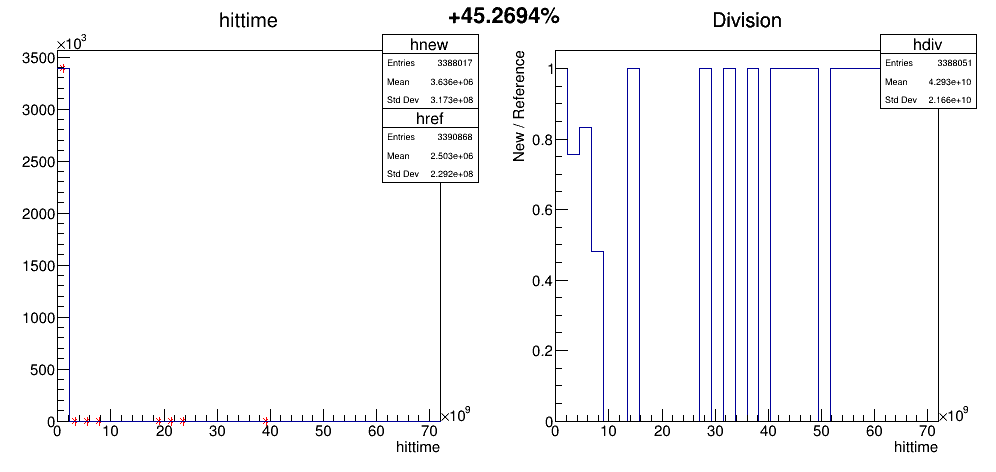 +45.2694%
hittime
×10³
3500
3000
2500
2000
1500
1000
500
0
0 10 20 30 40 50 60 70
×10⁹
hittime
hnew
Entries 3388017
Mean 3.636e+06
Std Dev 3.173e+08
href
Entries 3390868
Mean 2.503e+06
Std Dev 2.292e+08
Division
New / Reference
1
0.8
0.6
0.4
0.2
0
0 10 20 30 40 50 60 70
×10⁹
hittime
hdiv
Entries 3388051
Mean 4.293e+10
Std Dev 2.166e+10